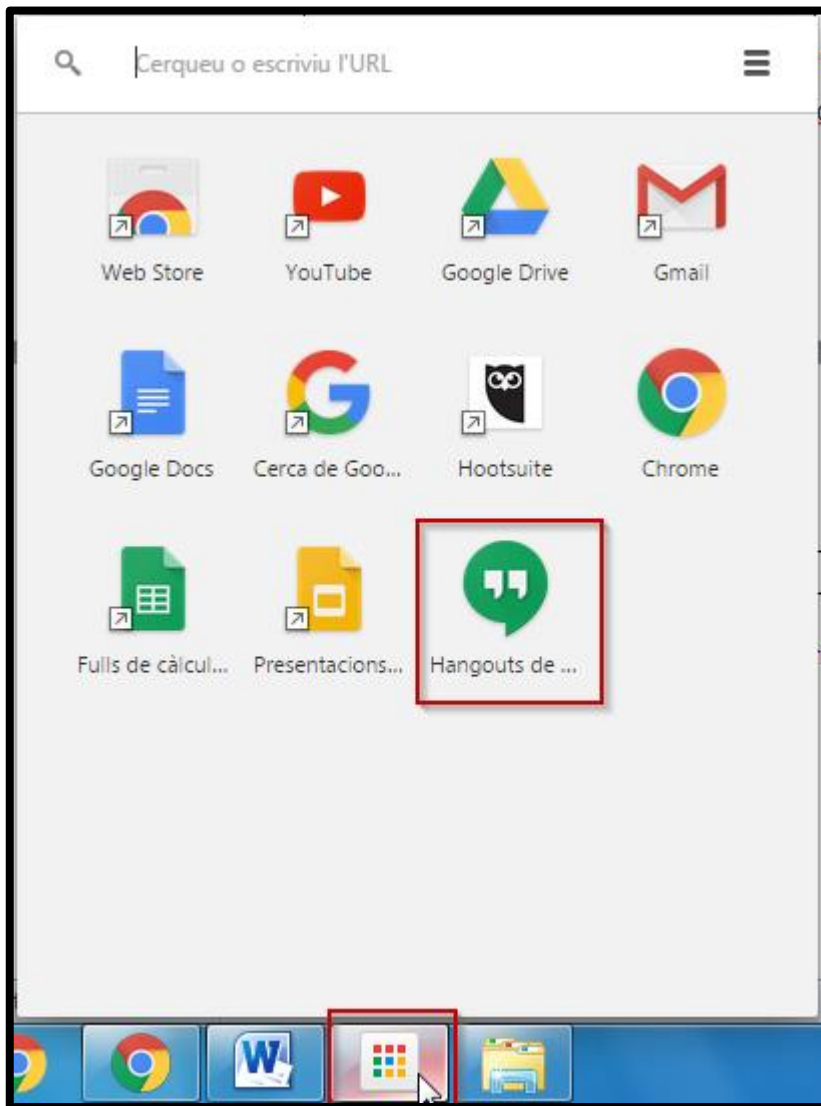 Cerqueu o escriviu l'URL
Web Store YouTube Google Drive Gmail
Google Docs Cerca de Goo... Hootsuite Chrome
Fulls de càlcul... Presentacions... Hangouts de ...
W